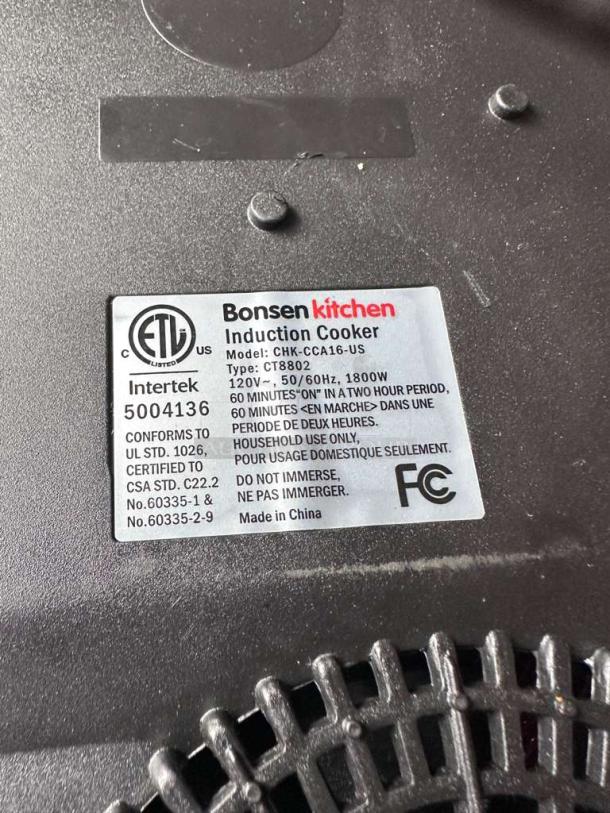 Bonsen kitchen
Induction Cooker
Model: CHK-CCA16-US
Type: CT8802
120V~, 50/60Hz, 1800W
60 MINUTES"ON" IN A TWO HOUR PERIOD,
60 MINUTES <EN MARCHE> DANS UNE
PERIODE DE DEUX HEURES.
HOUSEHOLD USE ONLY,
POUR USAGE DOMESTIQUE SEULEMENT.
DO NOT IMMERSE,
NE PAS IMMERGER.
Made in China
FC
C ETL US
LISTED
Intertek
5004136
CONFORMS TO
UL STD. 1026,
CERTIFIED TO
CSA STD. C22.2
No.60335-1 &
No.60335-2-9